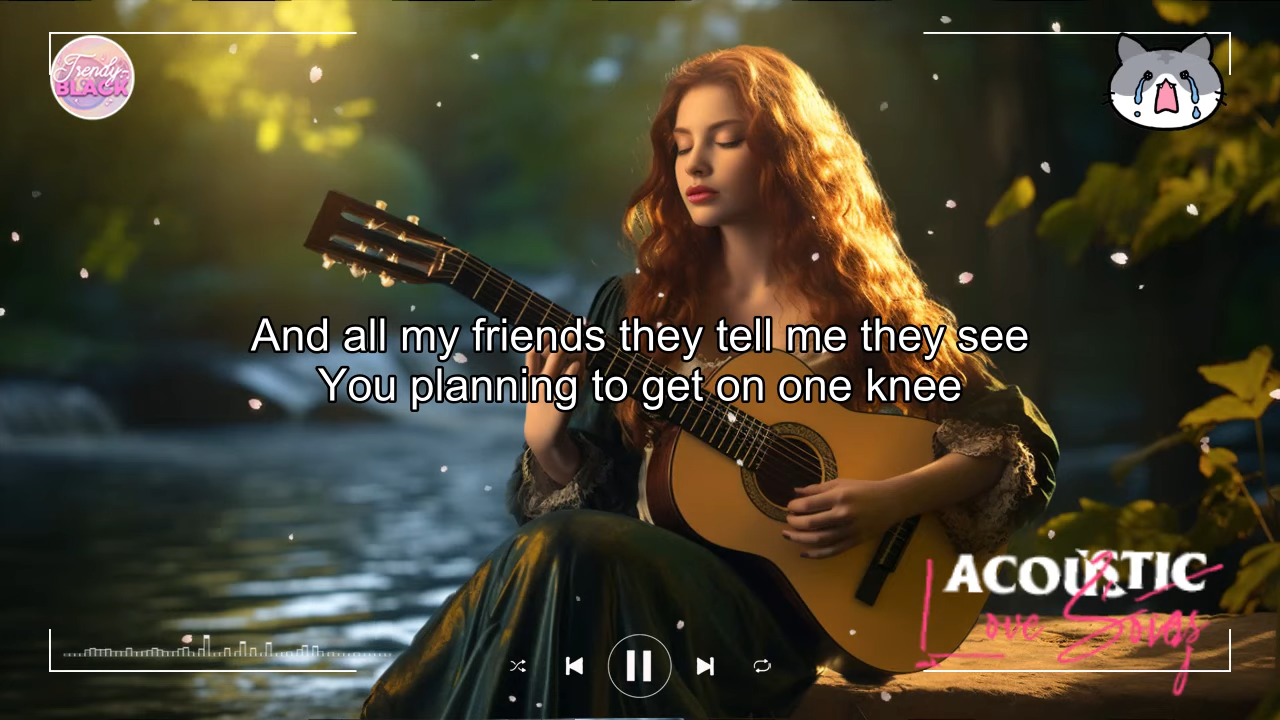 Trendy
BLACK
And all my friends they tell me they see
You planning to get on one knee
ACOUSTIC
Love Songs